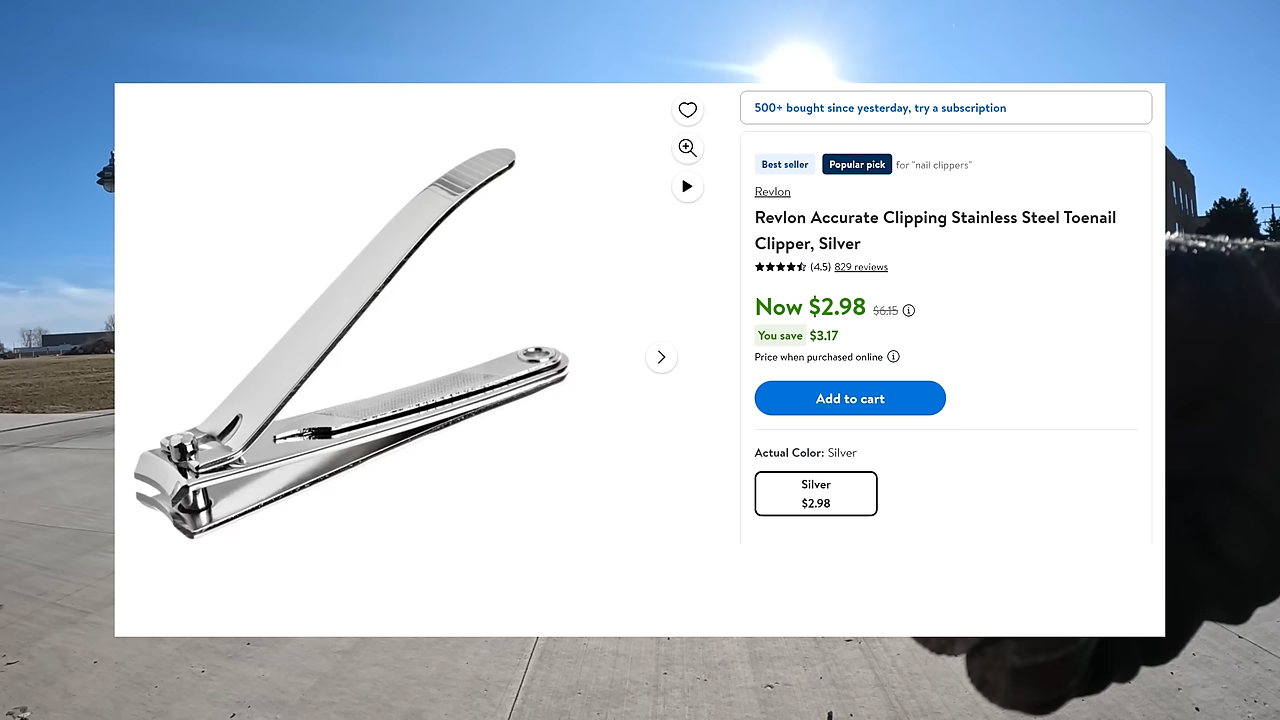 500+ bought since yesterday, try a subscription
Best seller
Popular pick
for "nail clippers"
Revlon
Revlon Accurate Clipping Stainless Steel Toenail
Clipper, Silver
(4.5) 829 reviews
Now $2.98 $6.15
You save $3.17
Price when purchased online
Add to cart
Actual Color: Silver
Silver
$2.98